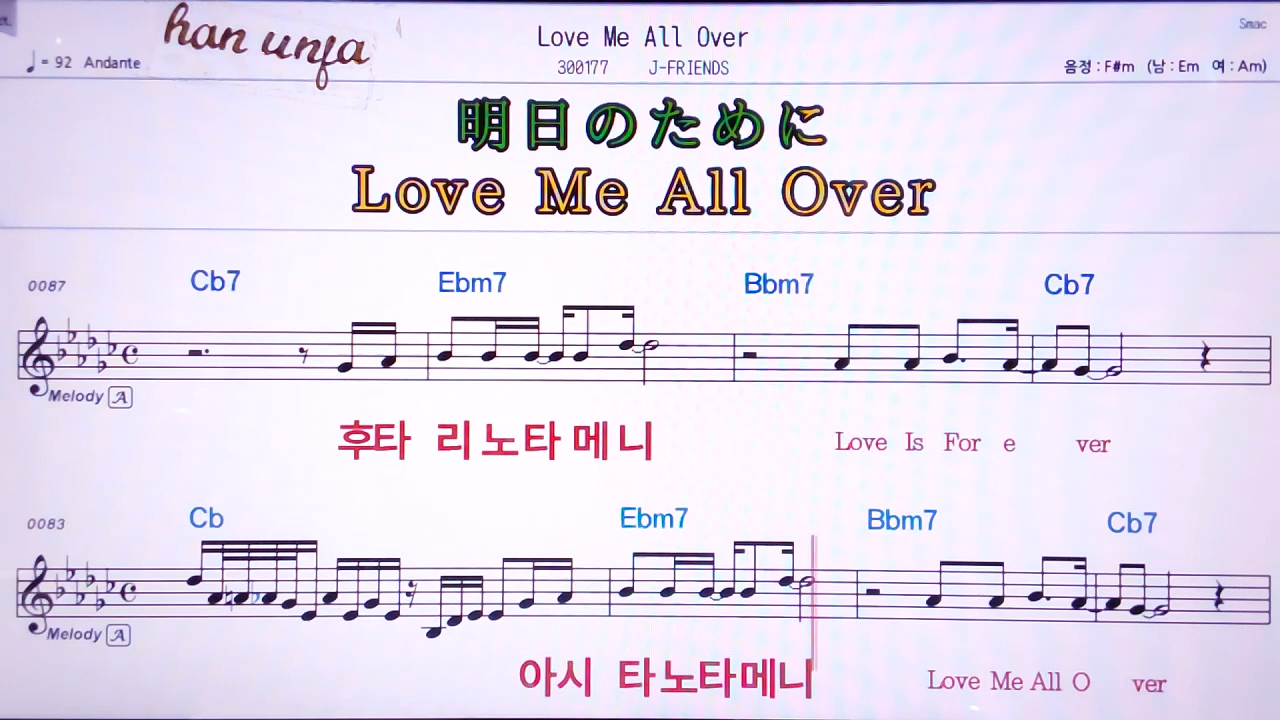 han unfa
Love Me All Over
Smac
♩= 92 Andante
300177 J-FRIENDS
음정 : F#m (남 : Em 여 : Am)
明日のために
Love Me All Over
0087 Cb7 Ebm7 Bbm7 Cb7
Melody A
후타 리노타메니 Love Is For e ver
0083 Cb Ebm7 Bbm7 Cb7
Melody A
아시 타노타메니 Love Me All O ver